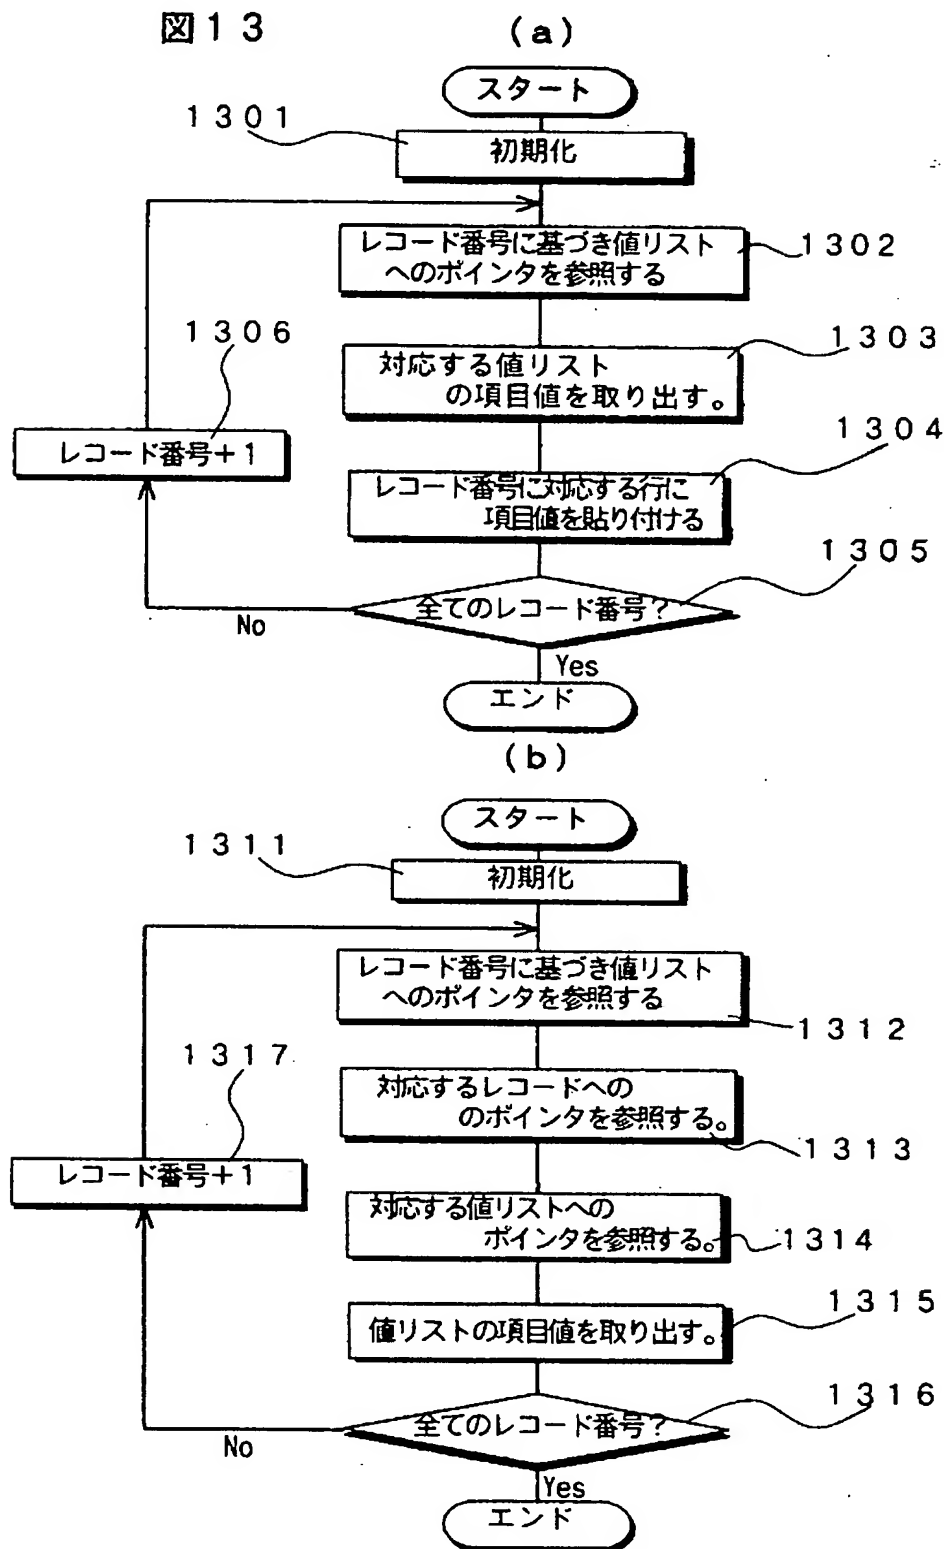 図13
(a)
スタート
1301
初期化
レコード番号に基づき値リスト
へのポインタを参照する
1302
1306
1303
対応する値リスト
の項目値を取り出す。
1304
レコード番号+1
レコード番号に対応する行に
項目値を貼り付ける
1305
全てのレコード番号?
No
Yes
エンド
(b)
スタート
1311
初期化
レコード番号に基づき値リスト
へのポインタを参照する
1312
1317
対応するレコードへの
のポインタを参照する。
1313
レコード番号+1
対応する値リストへの
ポインタを参照する。
1314
1315
値リストの項目値を取り出す。
1316
全てのレコード番号?
No
Yes
エンド